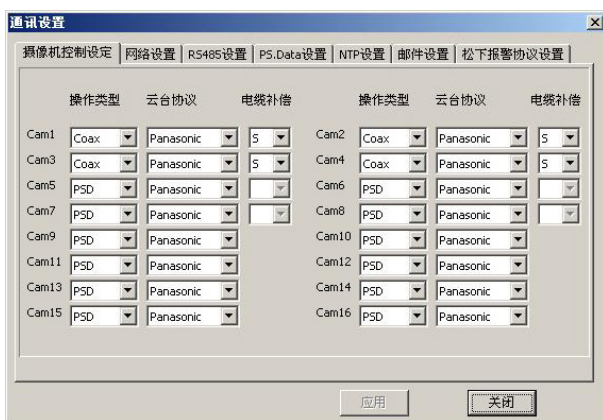 通讯设置
摄像机控制设定 网络设置 RS485设置 PS.Data设置 NTP设置 邮件设置 松下报警协议设置
操作类型 云台协议 电缆补偿 操作类型 云台协议 电缆补偿
Cam1 Coax Panasonic S Cam2 Coax Panasonic S
Cam3 Coax Panasonic S Cam4 Coax Panasonic S
Cam5 PSD Panasonic Cam6 PSD Panasonic
Cam7 PSD Panasonic Cam8 PSD Panasonic
Cam9 PSD Panasonic Cam10 PSD Panasonic
Cam11 PSD Panasonic Cam12 PSD Panasonic
Cam13 PSD Panasonic Cam14 PSD Panasonic
Cam15 PSD Panasonic Cam16 PSD Panasonic
应用 关闭